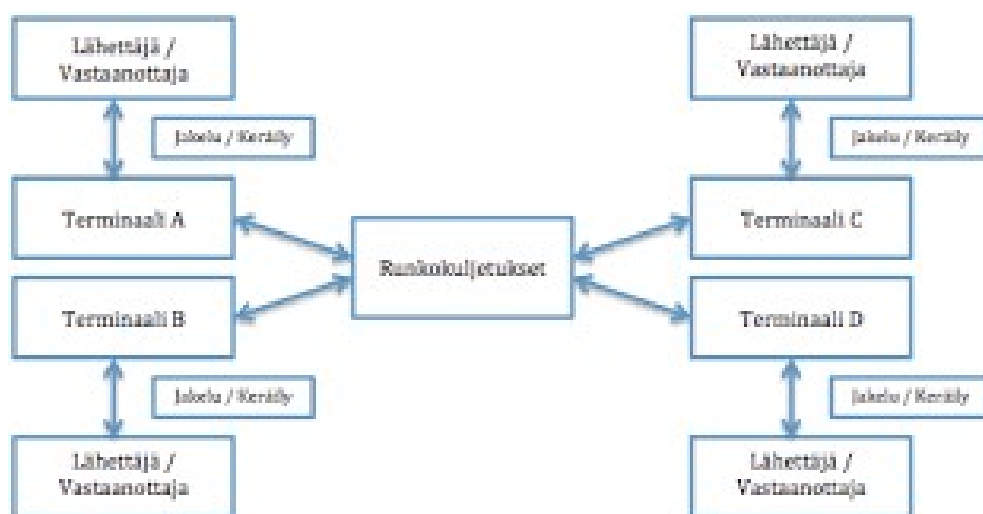 Lähettäjä /
Vastaanottaja
Lähettäjä /
Vastaanottaja
Jakelu / Keräily
Jakelu / Keräily
Terminaali A
Terminaali C
Runkokuljetukset
Terminaali B
Terminaali D
Jakelu / Keräily
Jakelu / Keräily
Lähettäjä /
Vastaanottaja
Lähettäjä /
Vastaanottaja